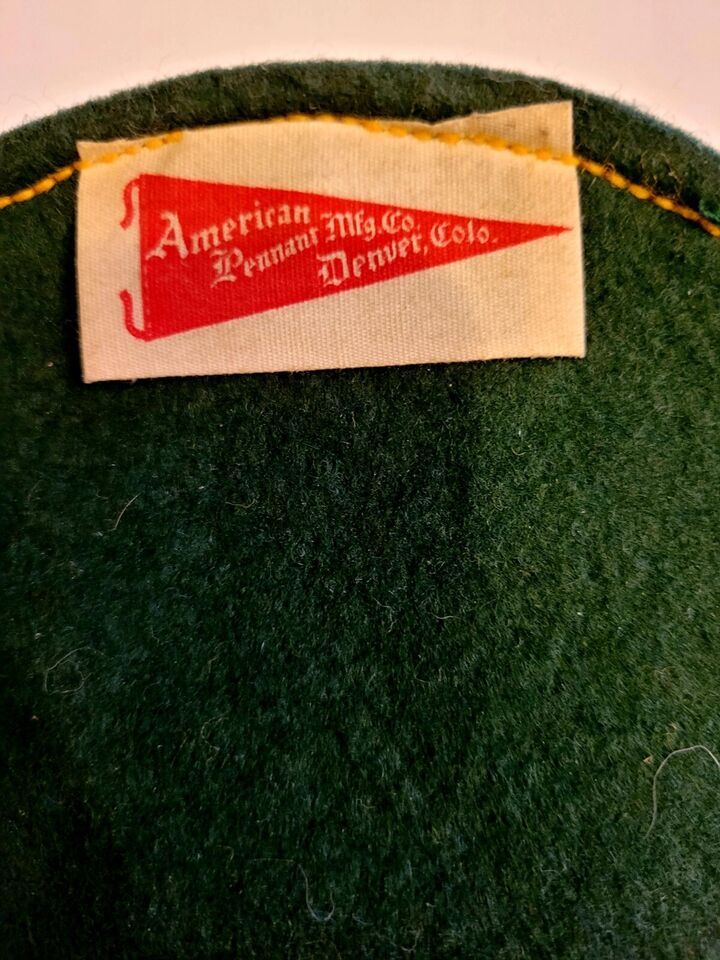 American Mfg. Co.
Pennant Denver, Colo.